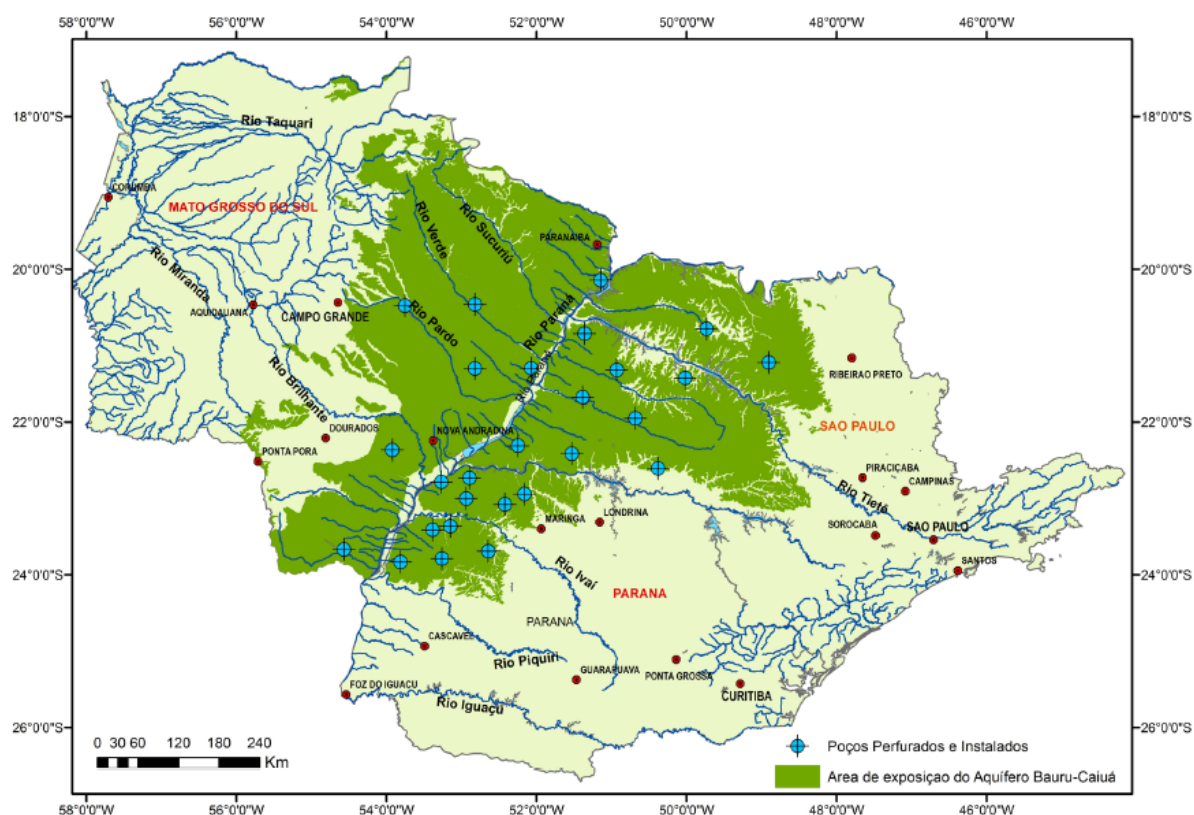 58°0'0"W 56°0'0"W 54°0'0"W 52°0'0"W 50°0'0"W 48°0'0"W 46°0'0"W
18°0'0"S 18°0'0"S
Rio Taquari
CORUMBA
MATO GROSSO DO SUL
Rio Verde
Rio Sucuriú
PARANAIBA
20°0'0"S 20°0'0"S
Rio Miranda
AQUIDAUANA
CAMPO GRANDE
Rio Pardo
Rio Paraná
Rio Paraná
RIBEIRAO PRETO
Rio Brilhante
22°0'0"S 22°0'0"S
DOURADOS
NOVA ANDRADINA
SAO PAULO
PONTA PORA
PIRACIÇABA
CAMPINAS
Rio Tietê
LONDRINA
MARINGA
SOROCABA
SAO PAULO
24°0'0"S 24°0'0"S
SANTOS
Rio Ivaí
PARANA
PARANA
CASCAVEL
Rio Piquiri
GUARAPUAVA
PONTA GROSSA
FOZ DO IGUACU
CURITIBA
Rio Iguaçú
26°0'0"S 26°0'0"S
0 30 60 120 180 240
Km
Poços Perfurados e Instalados
Area de exposiçao do Aquífero Bauru-Caiuá
58°0'0"W 56°0'0"W 54°0'0"W 52°0'0"W 50°0'0"W 48°0'0"W 46°0'0"W